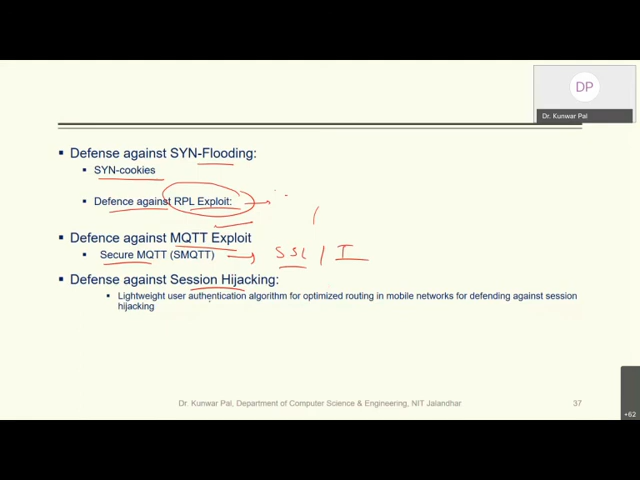 DP
Dr. Kunwar Pal
▪ Defense against SYN-Flooding:
▪ SYN-cookies
▪ Defence against RPL Exploit:
▪ Defence against MQTT Exploit
▪ Secure MQTT (SMQTT) SSL / I
▪ Defense against Session Hijacking:
▪ Lightweight user authentication algorithm for optimized routing in mobile networks for defending against session
hijacking
Dr. Kunwar Pal, Department of Computer Science & Engineering, NIT Jalandhar 37
+62